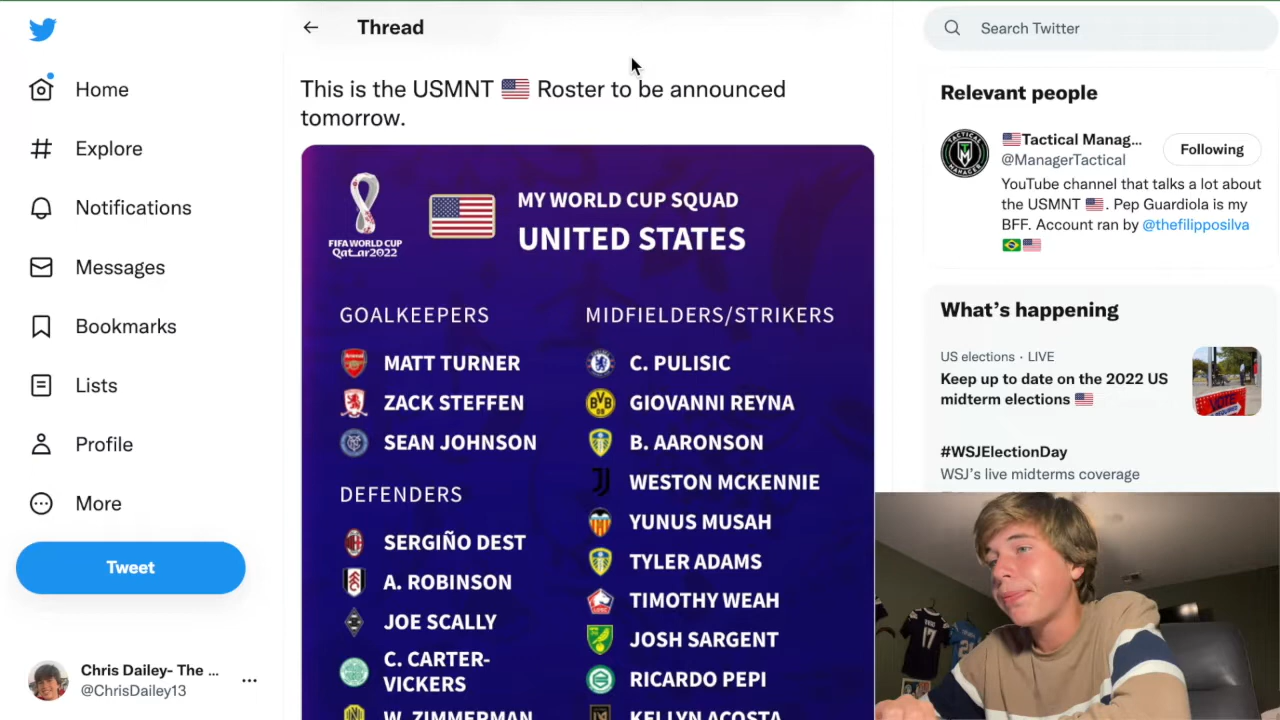 Thread
Search Twitter
Home
Explore
Notifications
Messages
Bookmarks
Lists
Profile
More
Tweet
Chris Dailey- The ...
@ChrisDailey13
This is the USMNT 🇺🇸 Roster to be announced
tomorrow.
FIFA WORLD CUP
Qatar2022
MY WORLD CUP SQUAD
UNITED STATES
GOALKEEPERS
MATT TURNER
ZACK STEFFEN
SEAN JOHNSON
DEFENDERS
SERGIÑO DEST
A. ROBINSON
JOE SCALLY
C. CARTER-
VICKERS
W. ZIMMERMAN
MIDFIELDERS/STRIKERS
C. PULISIC
GIOVANNI REYNA
B. AARONSON
WESTON MCKENNIE
YUNUS MUSAH
TYLER ADAMS
TIMOTHY WEAH
JOSH SARGENT
RICARDO PEPI
KELLYN ACOSTA
Relevant people
🇺🇸Tactical Manag...
@ManagerTactical
Following
YouTube channel that talks a lot about
the USMNT 🇺🇸. Pep Guardiola is my
BFF. Account ran by @thefilipposilva
🇧🇷🇺🇸
What's happening
US elections · LIVE
Keep up to date on the 2022 US
midterm elections 🇺🇸
VOTE
#WSJElectionDay
WSJ's live midterms coverage
17